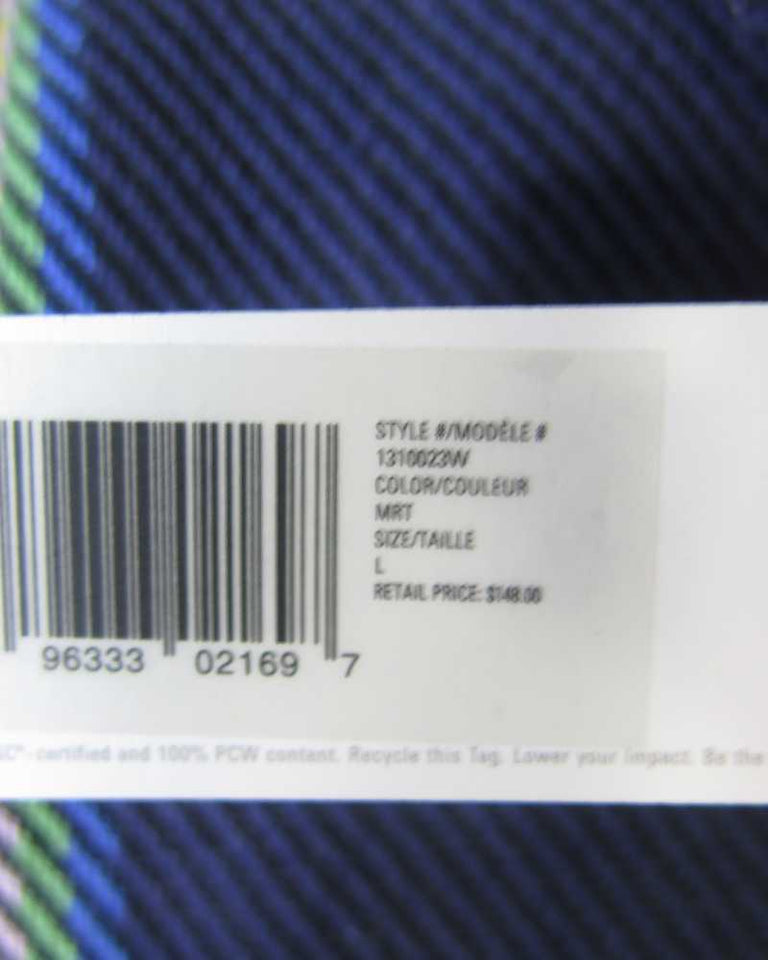 STYLE #/MODÈLE #
1310023W
COLOR/COULEUR
MRT
SIZE/TAILLE
L
RETAIL PRICE: $148.00
96333 02169 7
certified and 100% PCW content. Recycle this Tag. Lower your impact. Be the